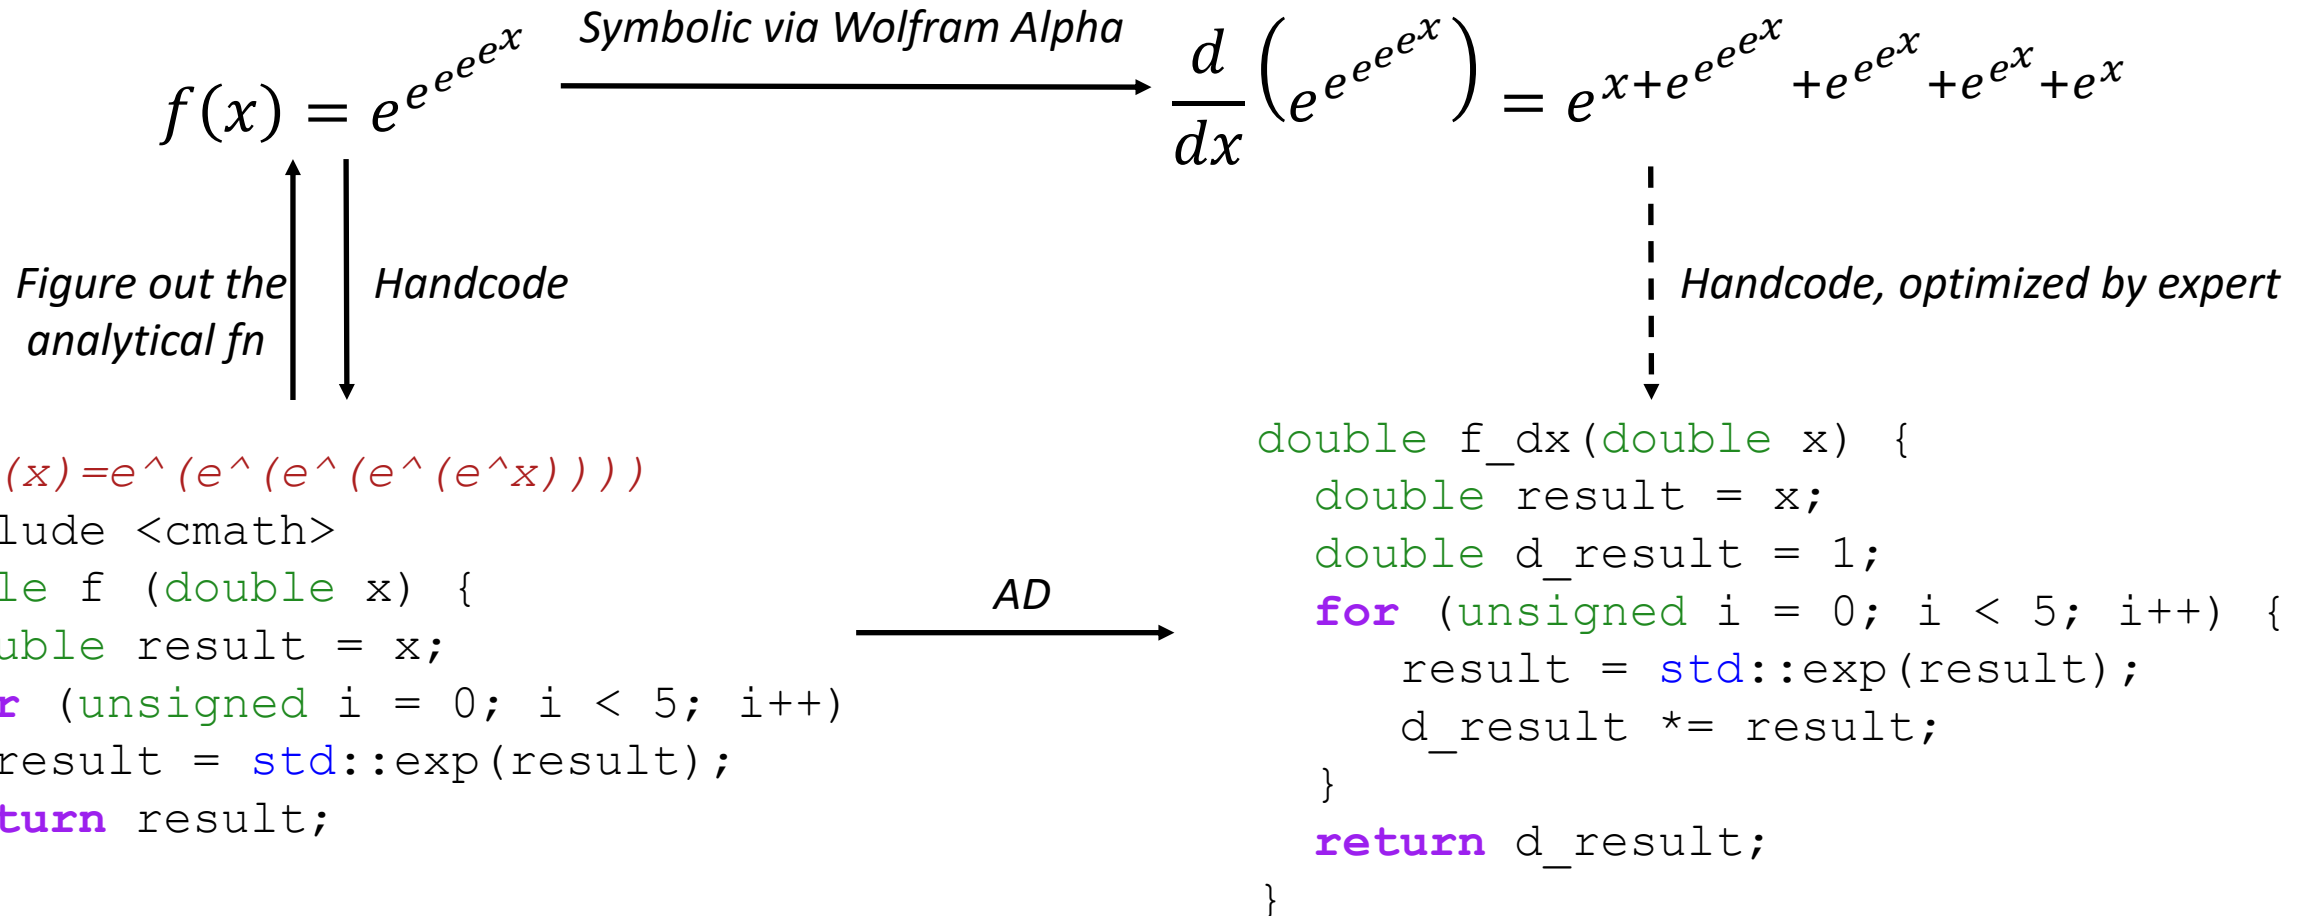 f(x) = e^{e^{e^{e^{e^x}}}}
Symbolic via Wolfram Alpha
\frac{d}{dx}(e^{e^{e^{e^{e^x}}}}) = e^{x+e^{e^{e^{e^x}}}+e^{e^{e^x}}+e^{e^x}+e^x}
Figure out the
analytical fn
Handcode
Handcode, optimized by expert
(x)=e^(e^(e^(e^(e^x))))
lude <cmath>
le f (double x) {
uble result = x;
r (unsigned i = 0; i < 5; i++)
result = std::exp(result);
turn result;
AD
double f_dx(double x) {
double result = x;
double d_result = 1;
for (unsigned i = 0; i < 5; i++) {
result = std::exp(result);
d_result *= result;
}
return d_result;
}